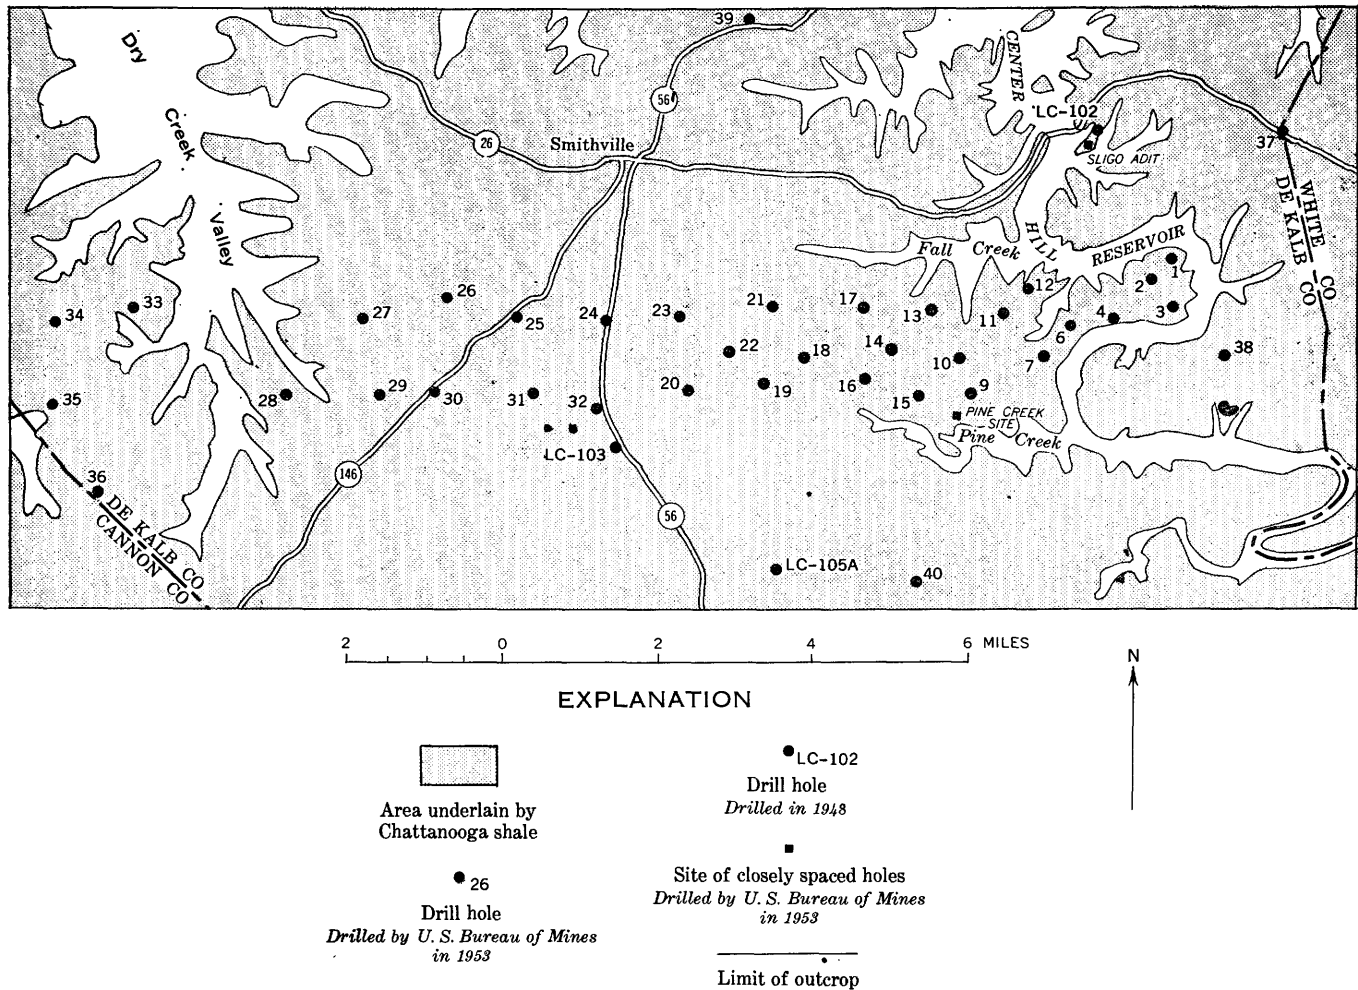 39
Dry
CENTER
56
LC-102
Creek
26
Smithville
37
SLIGO ADIT
WHITE CO
DE KALB CO
Valley
HILL
RESERVOIR
Fall Creek
1
2
12
26
33
21
17
3
34
27
25
24
23
13
11
4
6
22
18
14
10
7
38
28
29
30
31
20
19
16
9
35
32
15
PINE CREEK
SITE
Pine Creek
LC-103
146
36
56
DE KALB CO
CANNON CO
LC-105A
40
2 0 2 4 6 MILES
N
EXPLANATION
Area underlain by
Chattanooga shale
26
Drill hole
Drilled by U. S. Bureau of Mines
in 1953
LC-102
Drill hole
Drilled in 1948
Site of closely spaced holes
Drilled by U. S. Bureau of Mines
in 1953
Limit of outcrop